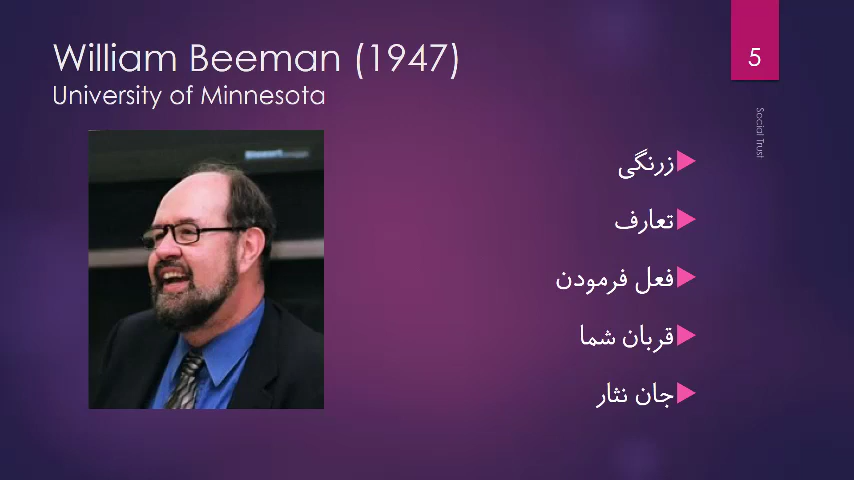 William Beeman (1947)
University of Minnesota
5
Social Trust
زرنگی
تعارف
فعل فرمودن
قربان شما
جان نثار